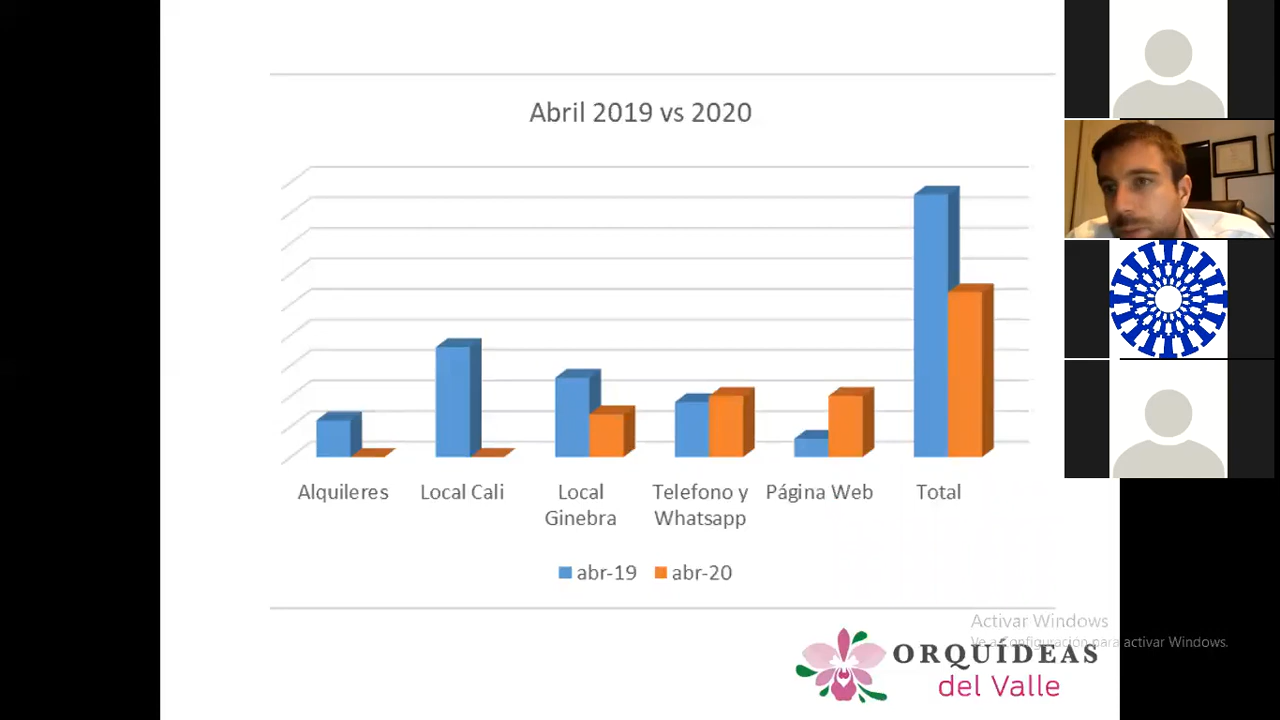 Abril 2019 vs 2020
Alquileres
Local Cali
Local
Ginebra
Telefono y
Whatsapp
Página Web
Total
abr-19
abr-20
Activar Windows
Ve a Configuración para activar Windows.
ORQUÍDEAS
del Valle